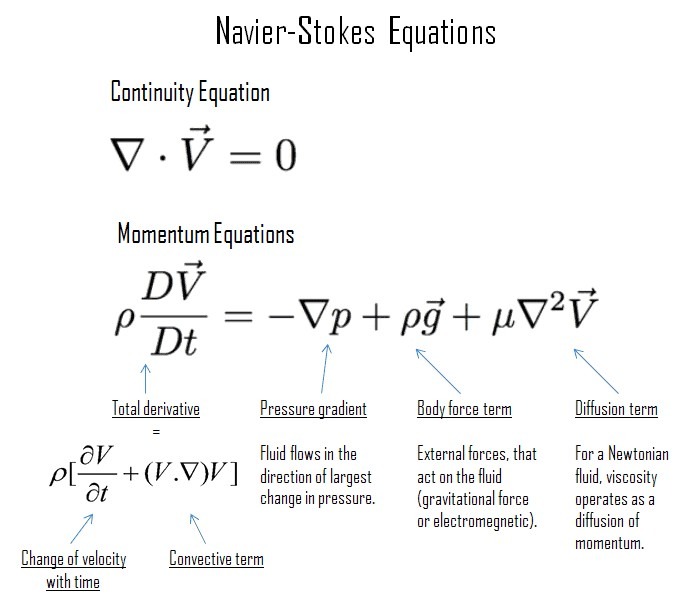 Navier-Stokes Equations
Continuity Equation
∇ · V⃗ = 0
Momentum Equations
ρ DV⃗/Dt = −∇p + ρg⃗ + μ∇²V⃗
Total derivative
=
ρ[∂V/∂t + (V.∇)V]
Change of velocity
with time
Convective term
Pressure gradient
Fluid flows in the
direction of largest
change in pressure.
Body force term
External forces, that
act on the fluid
(gravitational force
or electromegnetic).
Diffusion term
For a Newtonian
fluid, viscosity
operates as a
diffusion of
momentum.